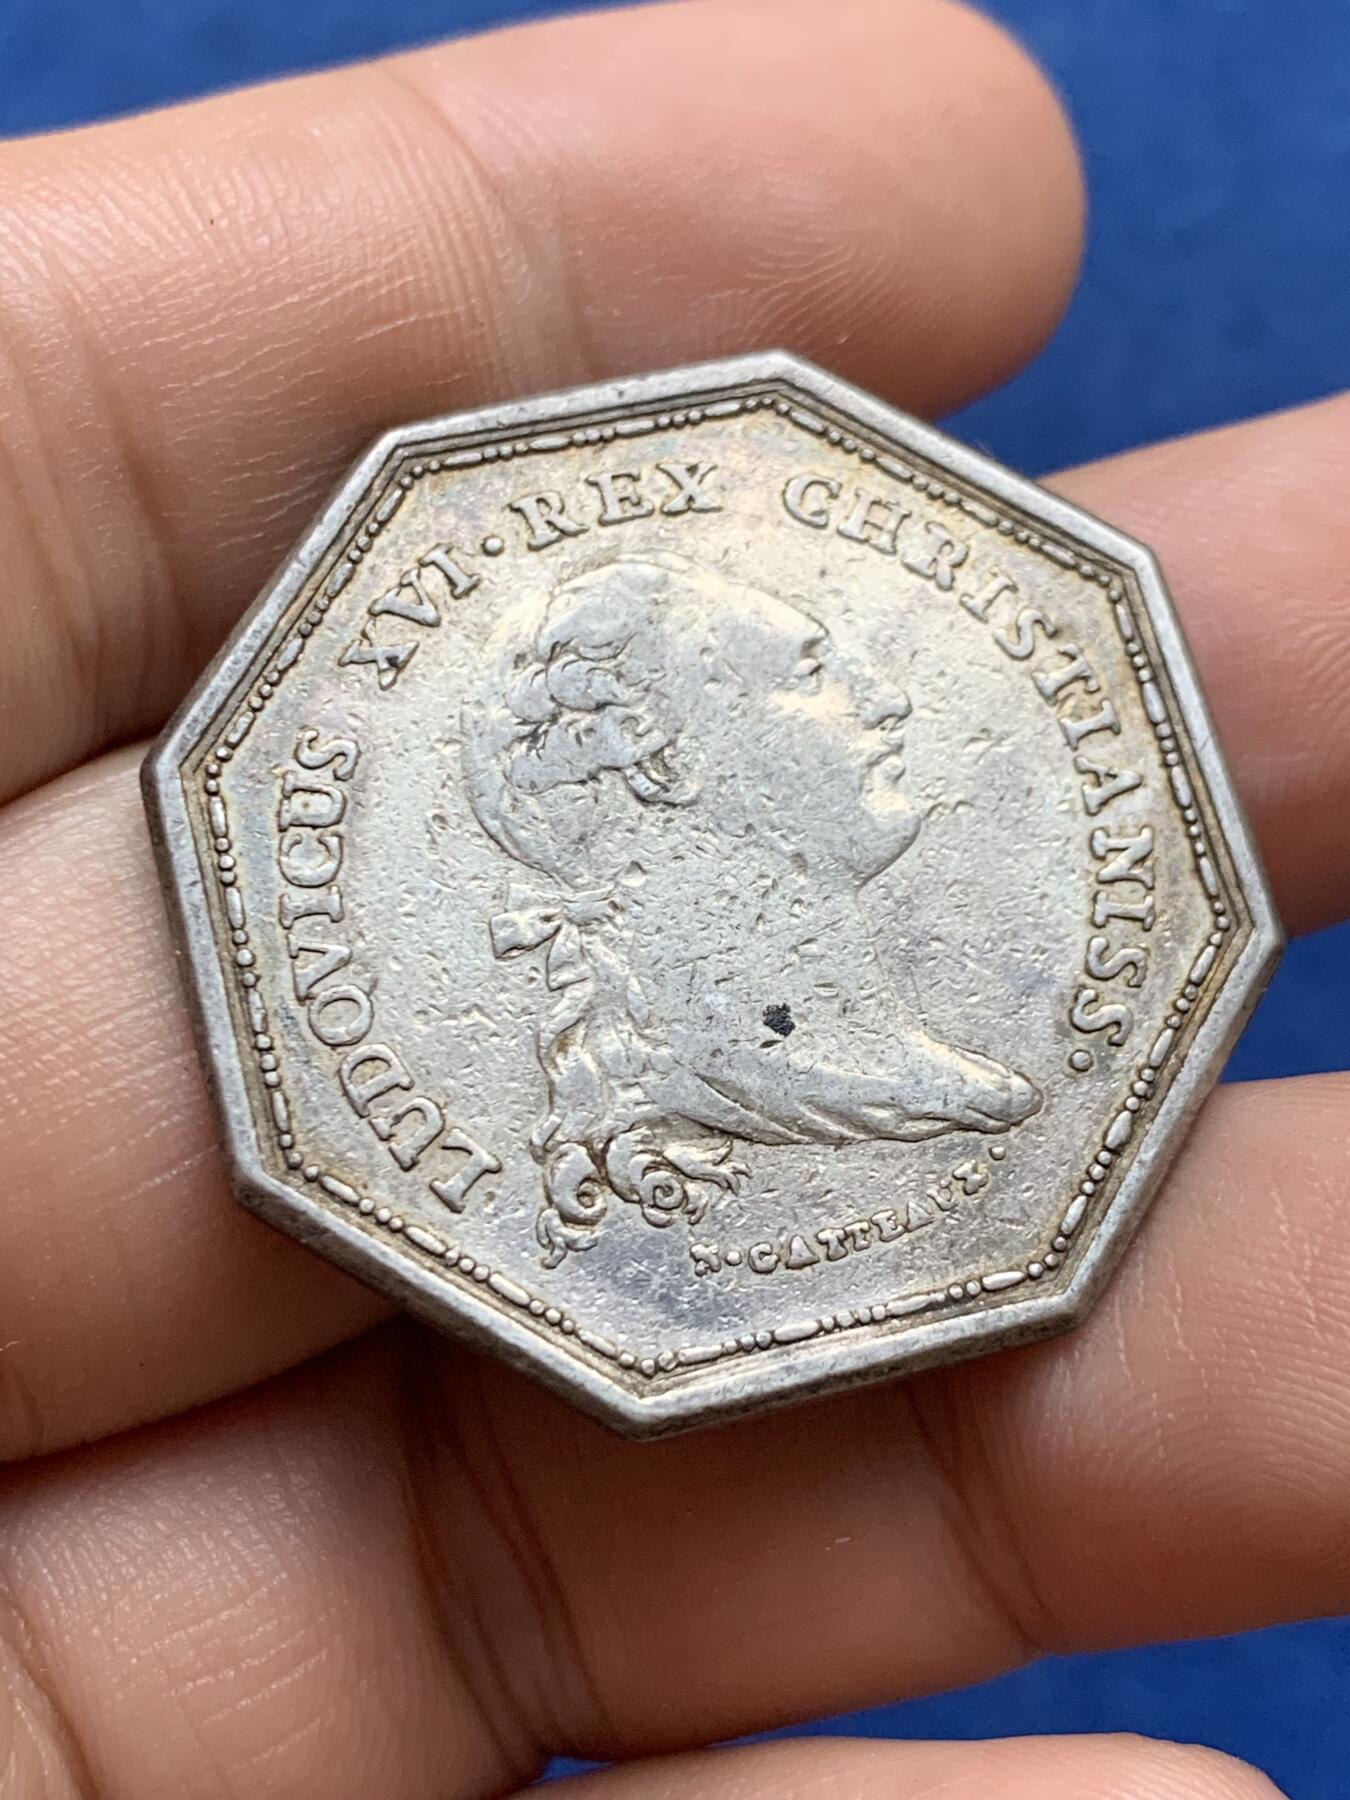 LUDOVICUS XVI · REX CHRISTIANISS.
N · GATTEAUX ·